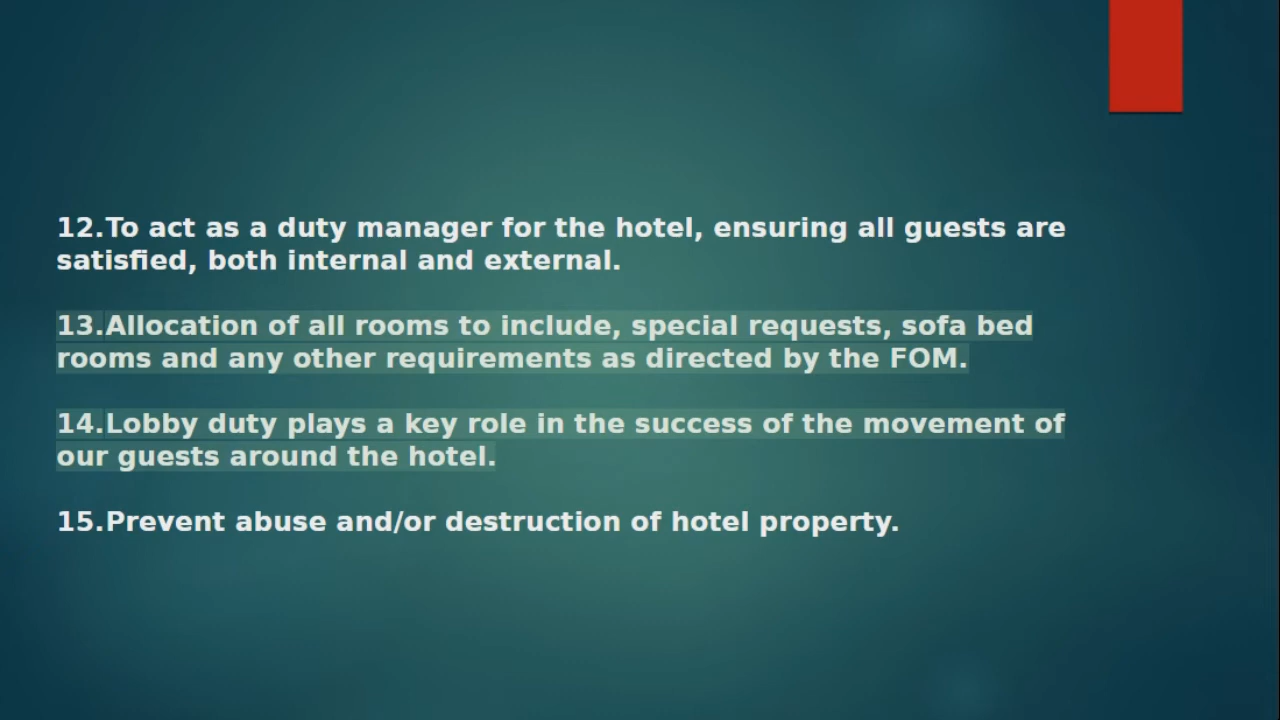 12.To act as a duty manager for the hotel, ensuring all guests are
satisfied, both internal and external.
13.Allocation of all rooms to include, special requests, sofa bed
rooms and any other requirements as directed by the FOM.
14.Lobby duty plays a key role in the success of the movement of
our guests around the hotel.
15.Prevent abuse and/or destruction of hotel property.